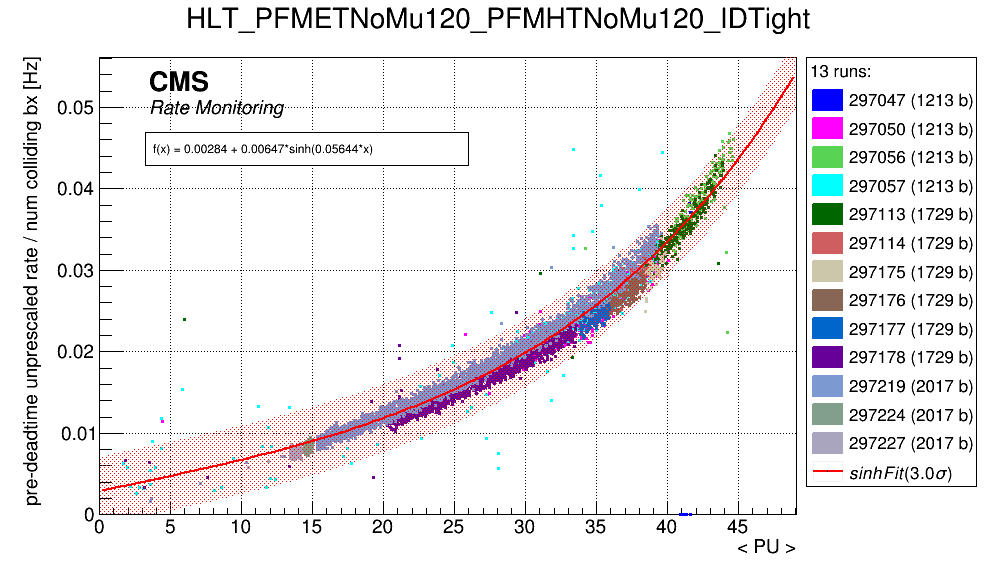 HLT_PFMETNoMu120_PFMHTNoMu120_IDTight
pre-deadtime unprescaled rate / num colliding bx [Hz]
CMS
Rate Monitoring
f(x) = 0.00284 + 0.00647*sinh(0.05644*x)
0.05
0.04
0.03
0.02
0.01
0
0 5 10 15 20 25 30 35 40 45
< PU >
13 runs:
297047 (1213 b)
297050 (1213 b)
297056 (1213 b)
297057 (1213 b)
297113 (1729 b)
297114 (1729 b)
297175 (1729 b)
297176 (1729 b)
297177 (1729 b)
297178 (1729 b)
297219 (2017 b)
297224 (2017 b)
297227 (2017 b)
sinhFit(3.0σ)